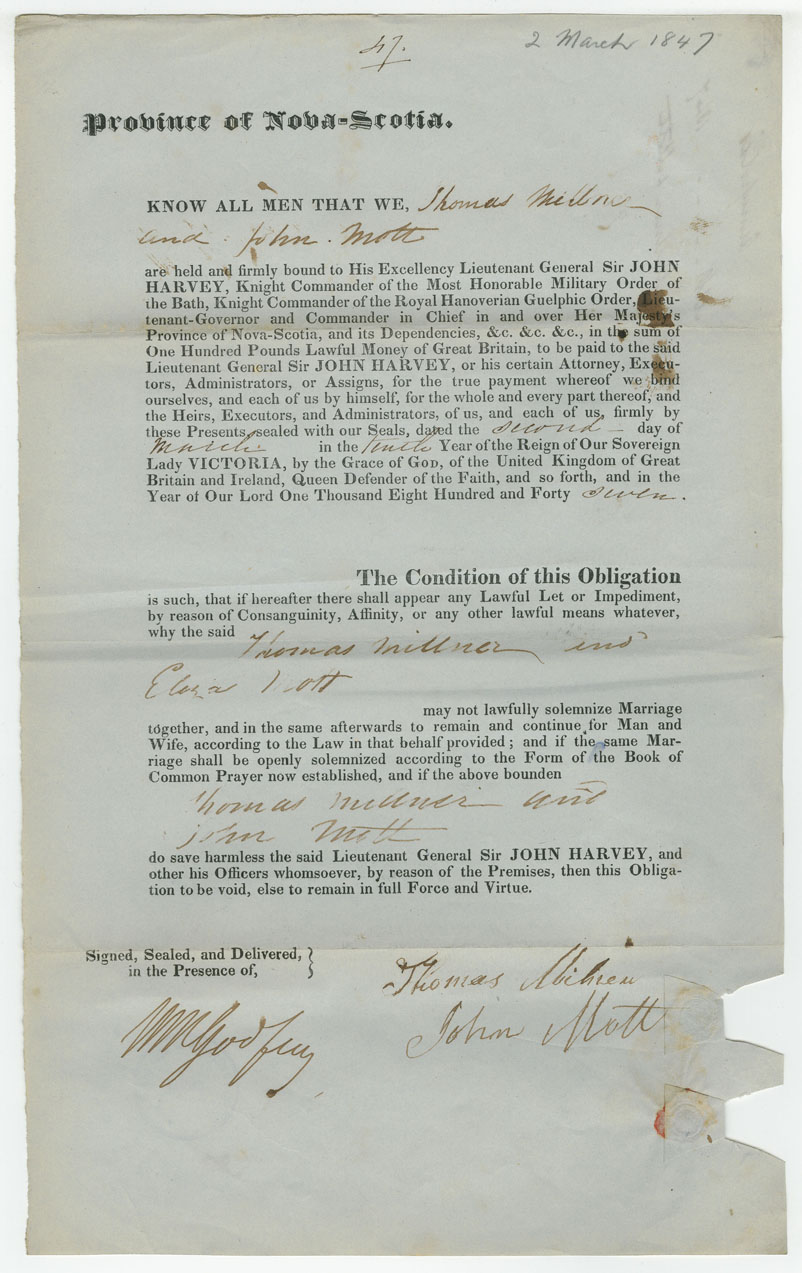 47.
2 March 1847
Province of Nova-Scotia.
KNOW ALL MEN THAT WE, Thomas
and John Mott
are held and firmly bound to His Excellency Lieutenant General Sir JOHN
HARVEY, Knight Commander of the Most Honorable Military Order of
the Bath, Knight Commander of the Royal Hanoverian Guelphic Order, Lieu-
tenant-Governor and Commander in Chief in and over Her Majesty's
Province of Nova-Scotia, and its Dependencies, &c. &c. &c., in the sum of
One Hundred Pounds Lawful Money of Great Britain, to be paid to the said
Lieutenant General Sir JOHN HARVEY, or his certain Attorney, Execu-
tors, Administrators, or Assigns, for the true payment whereof we bind
ourselves, and each of us by himself, for the whole and every part thereof, and
the Heirs, Executors, and Administrators, of us, and each of us, firmly by
these Presents, sealed with our Seals, dated the second day of
March in the tenth Year of the Reign of Our Sovereign
Lady VICTORIA, by the Grace of GOD, of the United Kingdom of Great
Britain and Ireland, Queen Defender of the Faith, and so forth, and in the
Year of Our Lord One Thousand Eight Hundred and Forty seven.
The Condition of this Obligation
is such, that if hereafter there shall appear any Lawful Let or Impediment,
by reason of Consanguinity, Affinity, or any other lawful means whatever,
why the said
Thomas Millner and
Eliza Mott
may not lawfully solemnize Marriage
together, and in the same afterwards to remain and continue for Man and
Wife, according to the Law in that behalf provided; and if the same Mar-
riage shall be openly solemnized according to the Form of the Book of
Common Prayer now established, and if the above bounden
Thomas Millner and
John Mott
do save harmless the said Lieutenant General Sir JOHN HARVEY, and
other his Officers whomsoever, by reason of the Premises, then this Obliga-
tion to be void, else to remain in full Force and Virtue.
Signed, Sealed, and Delivered,
in the Presence of,
Thomas
John Mott
Godfrey